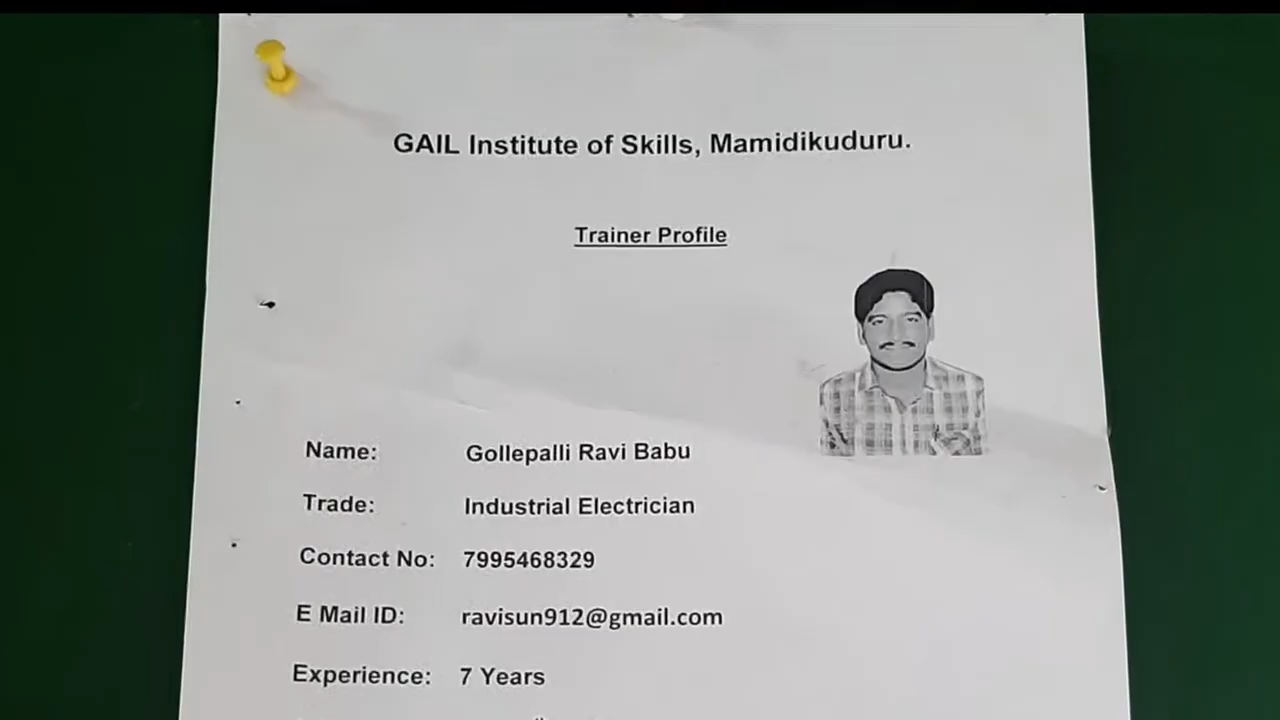 GAIL Institute of Skills, Mamidikuduru.
Trainer Profile
Name: Gollepalli Ravi Babu
Trade: Industrial Electrician
Contact No: 7995468329
E Mail ID: ravisun912@gmail.com
Experience: 7 Years